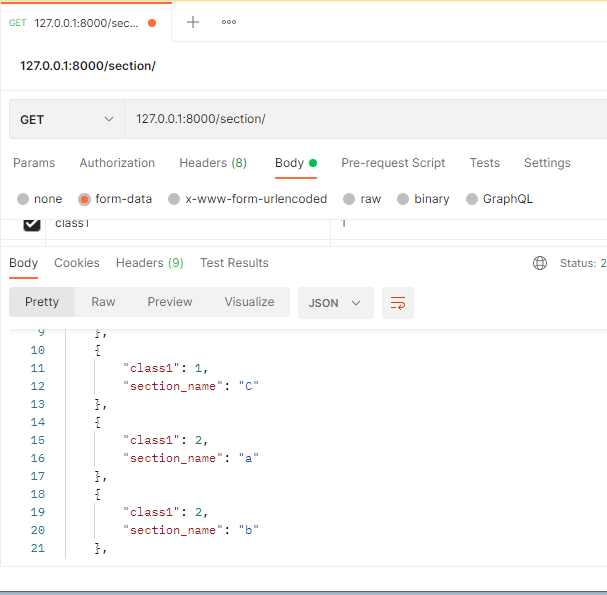 GET 127.0.0.1:8000/sec...
127.0.0.1:8000/section/
GET 127.0.0.1:8000/section/
Params Authorization Headers (8) Body Pre-request Script Tests Settings
none form-data x-www-form-urlencoded raw binary GraphQL
class1 1
Body Cookies Headers (9) Test Results Status: 2
Pretty Raw Preview Visualize JSON
9 },
10 {
11 "class1": 1,
12 "section_name": "C"
13 },
14 {
15 "class1": 2,
16 "section_name": "a"
17 },
18 {
19 "class1": 2,
20 "section_name": "b"
21 },